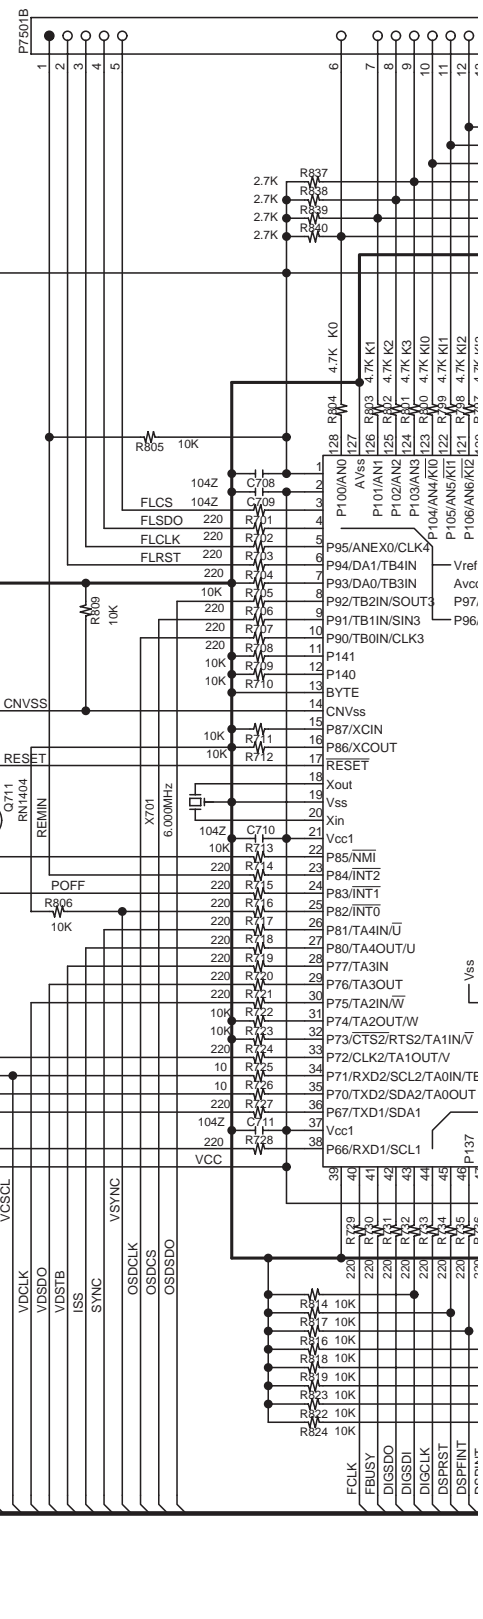 P7501B
1 2 3 4 5 6 7 8 9 10 11 12
2.7K R837
2.7K R838
2.7K R839
2.7K R840
R804 4.7K K0
R803 4.7K K1
R802 4.7K K2
R801 4.7K K3
R800 4.7K KI0
R799 4.7K KI1
R798 4.7K KI2
128 127 126 125 124 123 122 121
P100/AN0
AVss
P101/AN1
P102/AN2
P103/AN3
P104/AN4/KI0
P105/AN5/KI1
P106/AN6/KI2
R805 10K
104Z C708 1
104Z C709 2
FLCS 220 R701 3
FLSDO 220 R702 4
FLCLK 220 R703 5 P95/ANEX0/CLK4
FLRST 220 R704 6 P94/DA1/TB4IN
10K R705 7 P93/DA0/TB3IN
220 R706 8 P92/TB2IN/SOUT3
220 R707 9 P91/TB1IN/SIN3
220 R708 10 P90/TB0IN/CLK3
10K R709 11 P141
10K R710 12 P140
13 BYTE
CNVSS 14 CNVss
10K R711 15 P87/XCIN
10K R712 16 P86/XCOUT
RESET 17 RESET
18 Xout
19 Vss
20 Xin
104Z C710 21 Vcc1
10K R713 22 P85/NMI
220 R714 23 P84/INT2
POFF 220 R715 24 P83/INT1
220 R716 25 P82/INT0
220 R717 26 P81/TA4IN/U
220 R718 27 P80/TA4OUT/U
220 R719 28 P77/TA3IN
220 R720 29 P76/TA3OUT
220 R721 30 P75/TA2IN/W
10K R722 31 P74/TA2OUT/W
10K R723 32 P73/CTS2/RTS2/TA1IN/V
220 R724 33 P72/CLK2/TA1OUT/V
10 R725 34 P71/RXD2/SCL2/TA0IN/TB
10 R726 35 P70/TXD2/SDA2/TA0OUT
220 R727 36 P67/TXD1/SDA1
104Z C711 37 Vcc1
220 R728 38 P66/RXD1/SCL1
VCC
Vref
Avcc
P97/
P96/
R809 10K
Q711
RN1404
REMIN
X701
6.000MHz
R806
10K
Vss
P137
39 40 41 42 43 44 45 46
R729 220
R730 220
R731 220
R732 220
R733 220
R734 220
R735 220
VCSCL
VDCLK
VDSDO
VDSTB
ISS
SYNC
VSYNC
OSDCLK
OSDCS
OSDSDO
R814 10K
R817 10K
R816 10K
R818 10K
R819 10K
R823 10K
R822 10K
R824 10K
FCLK
FBUSY
DIGSDO
DIGSDI
DIGCLK
DSPRST
DSPFINT